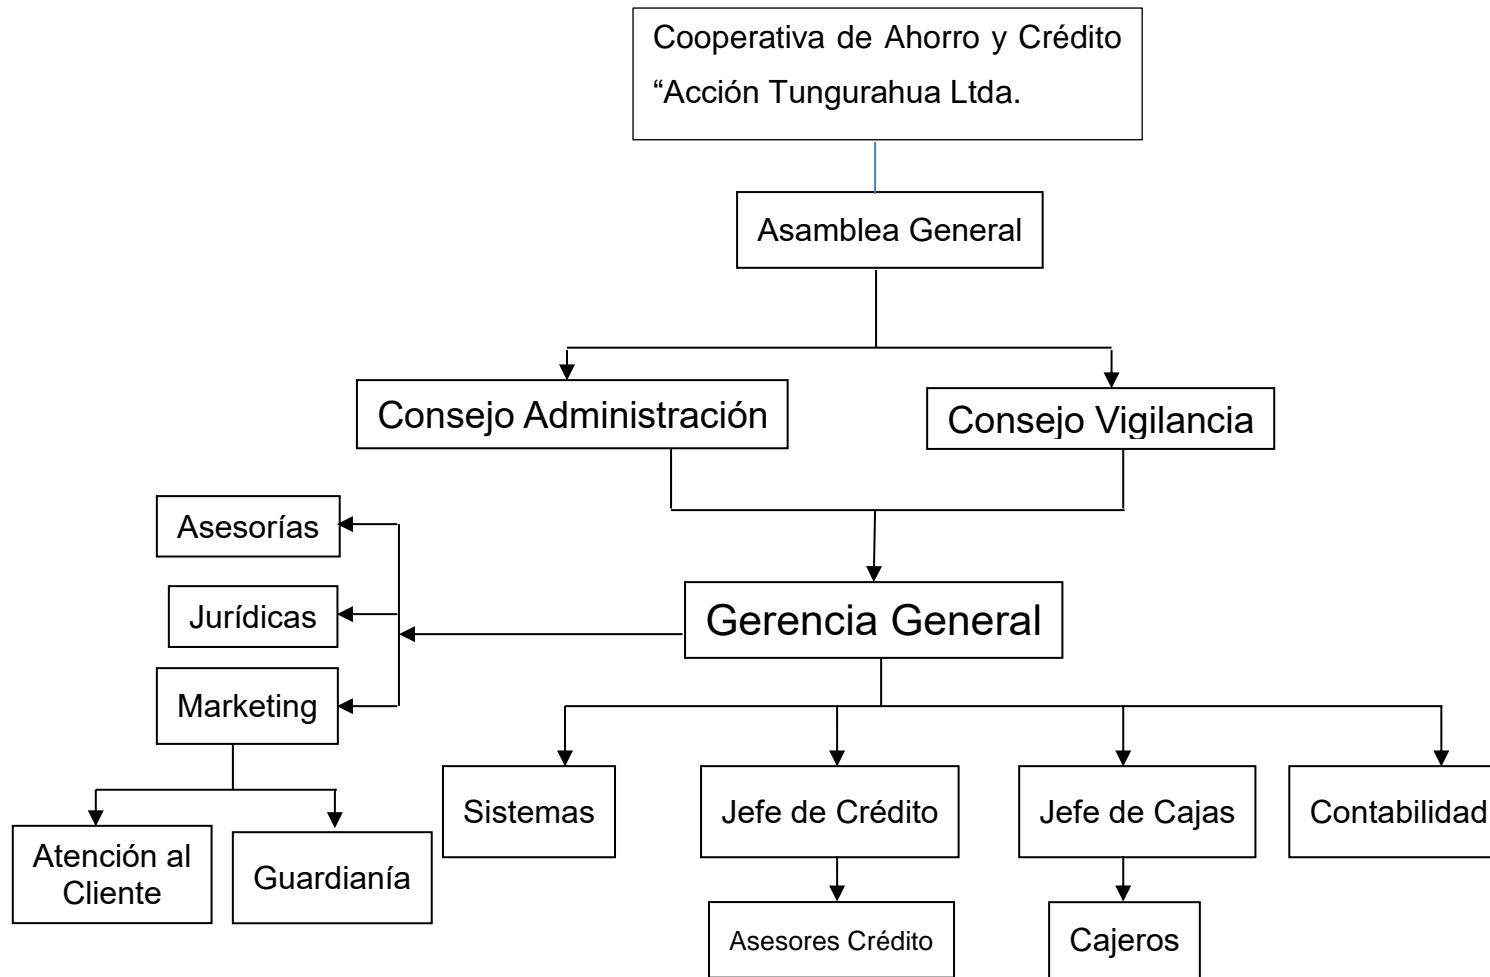 Cooperativa de Ahorro y Crédito
“Acción Tungurahua Ltda.
Asamblea General
Consejo Administración
Consejo Vigilancia
Asesorías
Jurídicas
Gerencia General
Marketing
Sistemas
Jefe de Crédito
Jefe de Cajas
Contabilidad
Atención al
Cliente
Guardianía
Asesores Crédito
Cajeros